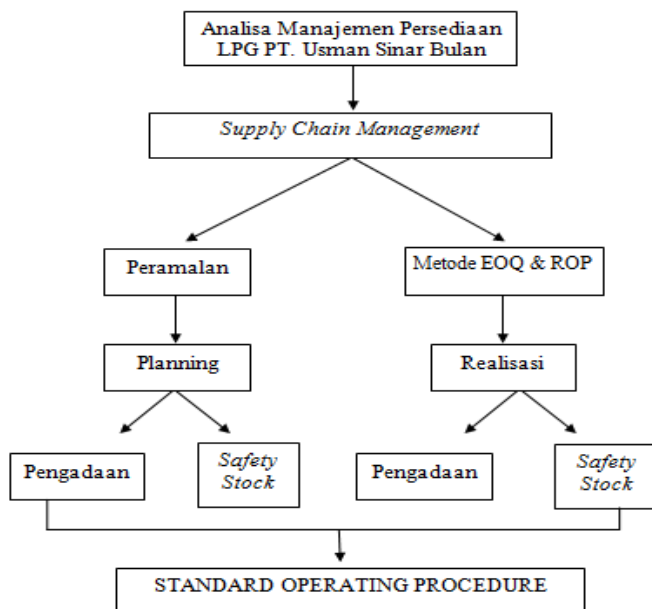 Analisa Manajemen Persediaan
LPG PT. Usman Sinar Bulan
Supply Chain Management
Peramalan
Metode EOQ & ROP
Planning
Realisasi
Pengadaan
Safety
Stock
Pengadaan
Safety
Stock
STANDARD OPERATING PROCEDURE